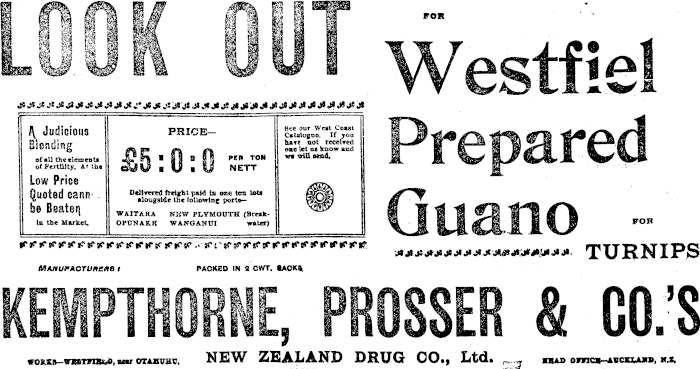 LOOK OUT
FOR
Westfiel
Prepared
Guano
FOR
TURNIPS
A Judicious
Blending
of all the elements
of Fertility, At the
Low Price
Quoted cann
be Beaten
in the Market.
PRICE—
£5:0:0 PER TON
NETT
Delivered freight paid in one ton lots
alongside the following ports—
WAITARA NEW PLYMOUTH (Break-
OPUNAKE WANGANUI water)
See our West Coast
Catalogue. If you
have not received
one let us know and
we will send.
MANUFACTURERS: PACKED IN 2 CWT. SACKS
KEMPTHORNE, PROSSER & CO.'S
WORKS—WESTFIELD, near OTAHUHU. NEW ZEALAND DRUG CO., Ltd. HEAD OFFICE—AUCKLAND, N.Z.